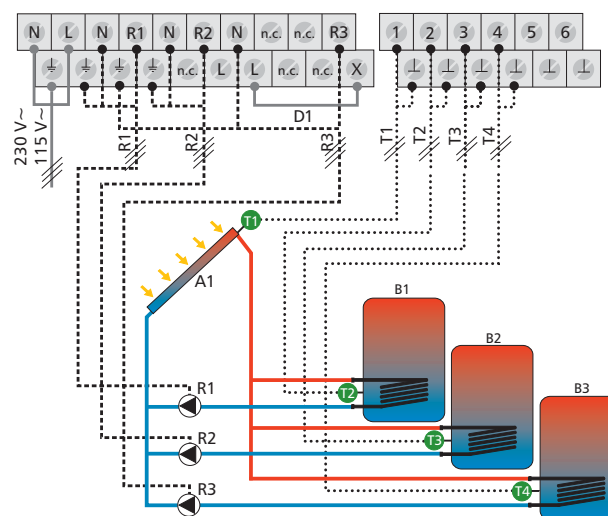 N L N R1 N R2 N n.c. n.c. R3
n.c. L L n.c. n.c. X
1 2 3 4 5 6
D1
230 V~
115 V~
R1
R2
R3
T1
T2
T3
T4
T1
A1
B1
B2
B3
R1
T2
R2
T3
R3
T4